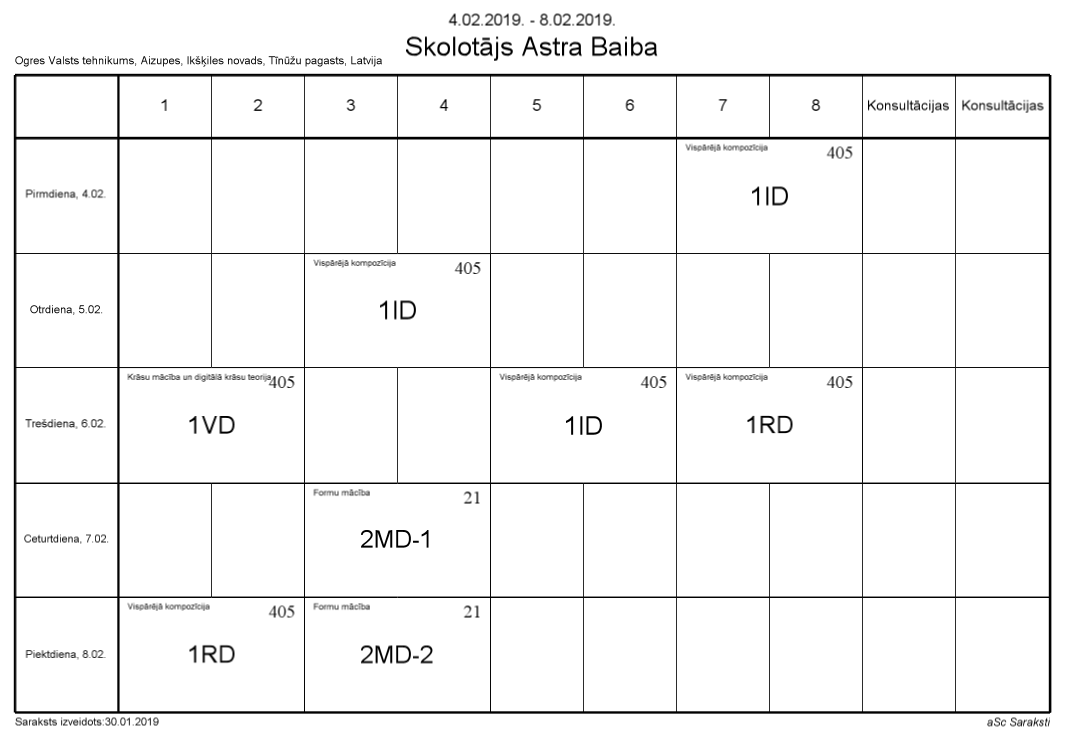 4.02.2019. - 8.02.2019.
Skolotājs Astra Baiba
Ogres Valsts tehnikums, Aizupes, Ikšķiles novads, Tīnūžu pagasts, Latvija
1 2 3 4 5 6 7 8 Konsultācijas Konsultācijas
Pirmdiena, 4.02.
Vispārējā kompozīcija 405
1ID
Otrdiena, 5.02.
Vispārējā kompozīcija 405
1ID
Trešdiena, 6.02.
Krāsu mācība un digitālā krāsu teorija 405
1VD
Vispārējā kompozīcija 405
1ID
Vispārējā kompozīcija 405
1RD
Ceturtdiena, 7.02.
Formu mācība 21
2MD-1
Piektdiena, 8.02.
Vispārējā kompozīcija 405
1RD
Formu mācība 21
2MD-2
Saraksts izveidots:30.01.2019
aSc Saraksti